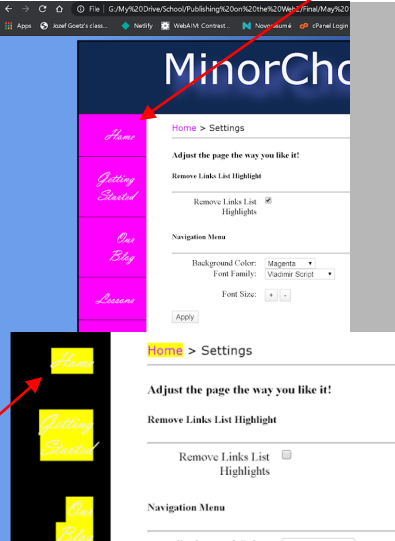 File | G:/My%20Drive/School/Publishing%20on%20the%20Web2/Final/May%20
Apps Jozef Goetz's class... Netlify WebAIM: Contrast... Novorésumé cPanel Login
MinorCho
Home
Getting
Started
Our
Blog
Lessons
Home > Settings
Adjust the page the way you like it!
Remove Links List Highlight
Remove Links List
Highlights
Navigation Menu
Background Color: Magenta
Font Family: Vladimir Script
Font Size: + -
Apply
Home
Getting
Started
Our
Blog
Home > Settings
Adjust the page the way you like it!
Remove Links List Highlight
Remove Links List
Highlights
Navigation Menu